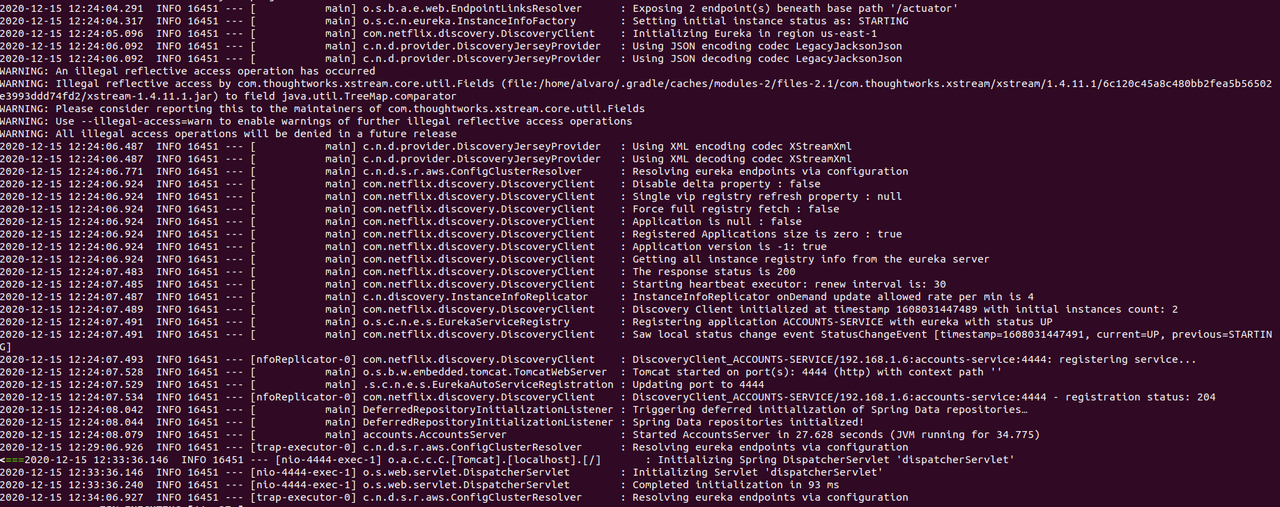 2020-12-15 12:24:04.291  INFO 16451 --- [           main] o.s.b.a.e.web.EndpointLinksResolver      : Exposing 2 endpoint(s) beneath base path '/actuator'
2020-12-15 12:24:04.317  INFO 16451 --- [           main] o.s.c.n.eureka.InstanceInfoFactory       : Setting initial instance status as: STARTING
2020-12-15 12:24:05.096  INFO 16451 --- [           main] com.netflix.discovery.DiscoveryClient    : Initializing Eureka in region us-east-1
2020-12-15 12:24:06.092  INFO 16451 --- [           main] c.n.d.provider.DiscoveryJerseyProvider   : Using JSON encoding codec LegacyJacksonJson
2020-12-15 12:24:06.092  INFO 16451 --- [           main] c.n.d.provider.DiscoveryJerseyProvider   : Using JSON decoding codec LegacyJacksonJson
WARNING: An illegal reflective access operation has occurred
WARNING: Illegal reflective access by com.thoughtworks.xstream.core.util.Fields (file:/home/alvaro/.gradle/caches/modules-2/files-2.1/com.thoughtworks.xstream/xstream/1.4.11.1/6c120c45a8c480bb2fea5b56502
e3993ddd74fd2/xstream-1.4.11.1.jar) to field java.util.TreeMap.comparator
WARNING: Please consider reporting this to the maintainers of com.thoughtworks.xstream.core.util.Fields
WARNING: Use --illegal-access=warn to enable warnings of further illegal reflective access operations
WARNING: All illegal access operations will be denied in a future release
2020-12-15 12:24:06.487  INFO 16451 --- [           main] c.n.d.provider.DiscoveryJerseyProvider   : Using XML encoding codec XStreamXml
2020-12-15 12:24:06.487  INFO 16451 --- [           main] c.n.d.provider.DiscoveryJerseyProvider   : Using XML decoding codec XStreamXml
2020-12-15 12:24:06.771  INFO 16451 --- [           main] c.n.d.s.r.aws.ConfigClusterResolver      : Resolving eureka endpoints via configuration
2020-12-15 12:24:06.924  INFO 16451 --- [           main] com.netflix.discovery.DiscoveryClient    : Disable delta property : false
2020-12-15 12:24:06.924  INFO 16451 --- [           main] com.netflix.discovery.DiscoveryClient    : Single vip registry refresh property : null
2020-12-15 12:24:06.924  INFO 16451 --- [           main] com.netflix.discovery.DiscoveryClient    : Force full registry fetch : false
2020-12-15 12:24:06.924  INFO 16451 --- [           main] com.netflix.discovery.DiscoveryClient    : Application is null : false
2020-12-15 12:24:06.924  INFO 16451 --- [           main] com.netflix.discovery.DiscoveryClient    : Registered Applications size is zero : true
2020-12-15 12:24:06.924  INFO 16451 --- [           main] com.netflix.discovery.DiscoveryClient    : Application version is -1: true
2020-12-15 12:24:06.924  INFO 16451 --- [           main] com.netflix.discovery.DiscoveryClient    : Getting all instance registry info from the eureka server
2020-12-15 12:24:07.483  INFO 16451 --- [           main] com.netflix.discovery.DiscoveryClient    : The response status is 200
2020-12-15 12:24:07.485  INFO 16451 --- [           main] com.netflix.discovery.DiscoveryClient    : Starting heartbeat executor: renew interval is: 30
2020-12-15 12:24:07.487  INFO 16451 --- [           main] c.n.discovery.InstanceInfoReplicator     : InstanceInfoReplicator onDemand update allowed rate per min is 4
2020-12-15 12:24:07.489  INFO 16451 --- [           main] com.netflix.discovery.DiscoveryClient    : Discovery Client initialized at timestamp 1608031447489 with initial instances count: 2
2020-12-15 12:24:07.491  INFO 16451 --- [           main] o.s.c.n.e.s.EurekaServiceRegistry        : Registering application ACCOUNTS-SERVICE with eureka with status UP
2020-12-15 12:24:07.491  INFO 16451 --- [           main] com.netflix.discovery.DiscoveryClient    : Saw local status change event StatusChangeEvent [timestamp=1608031447491, current=UP, previous=STARTIN
G]
2020-12-15 12:24:07.493  INFO 16451 --- [nfoReplicator-0] com.netflix.discovery.DiscoveryClient    : DiscoveryClient_ACCOUNTS-SERVICE/192.168.1.6:accounts-service:4444: registering service...
2020-12-15 12:24:07.528  INFO 16451 --- [           main] o.s.b.w.embedded.tomcat.TomcatWebServer  : Tomcat started on port(s): 4444 (http) with context path ''
2020-12-15 12:24:07.529  INFO 16451 --- [           main] .s.c.n.e.s.EurekaAutoServiceRegistration : Updating port to 4444
2020-12-15 12:24:07.534  INFO 16451 --- [nfoReplicator-0] com.netflix.discovery.DiscoveryClient    : DiscoveryClient_ACCOUNTS-SERVICE/192.168.1.6:accounts-service:4444 - registration status: 204
2020-12-15 12:24:08.042  INFO 16451 --- [           main] DeferredRepositoryInitializationListener : Triggering deferred initialization of Spring Data repositories…
2020-12-15 12:24:08.044  INFO 16451 --- [           main] DeferredRepositoryInitializationListener : Spring Data repositories initialized!
2020-12-15 12:24:08.079  INFO 16451 --- [           main] accounts.AccountsServer                  : Started AccountsServer in 27.628 seconds (JVM running for 34.775)
2020-12-15 12:29:06.926  INFO 16451 --- [trap-executor-0] c.n.d.s.r.aws.ConfigClusterResolver      : Resolving eureka endpoints via configuration
<===2020-12-15 12:33:36.146  INFO 16451 --- [nio-4444-exec-1] o.a.c.c.C.[Tomcat].[localhost].[/]       : Initializing Spring DispatcherServlet 'dispatcherServlet'
2020-12-15 12:33:36.146  INFO 16451 --- [nio-4444-exec-1] o.s.web.servlet.DispatcherServlet        : Initializing Servlet 'dispatcherServlet'
2020-12-15 12:33:36.240  INFO 16451 --- [nio-4444-exec-1] o.s.web.servlet.DispatcherServlet        : Completed initialization in 93 ms
2020-12-15 12:34:06.927  INFO 16451 --- [trap-executor-0] c.n.d.s.r.aws.ConfigClusterResolver      : Resolving eureka endpoints via configuration